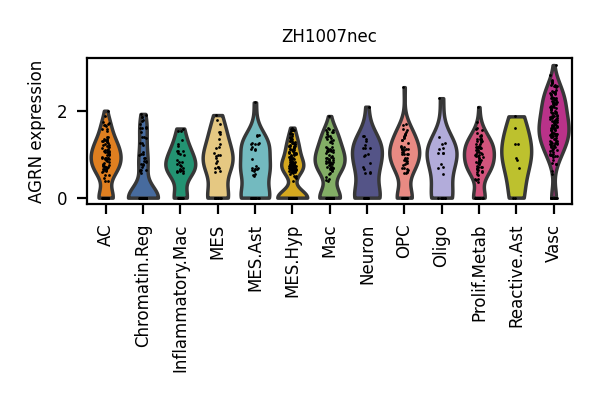 ZH1007nec
AGRN expression
2
0
AC
Chromatin.Reg
Inflammatory.Mac
MES
MES.Ast
MES.Hyp
Mac
Neuron
OPC
Oligo
Prolif.Metab
Reactive.Ast
Vasc